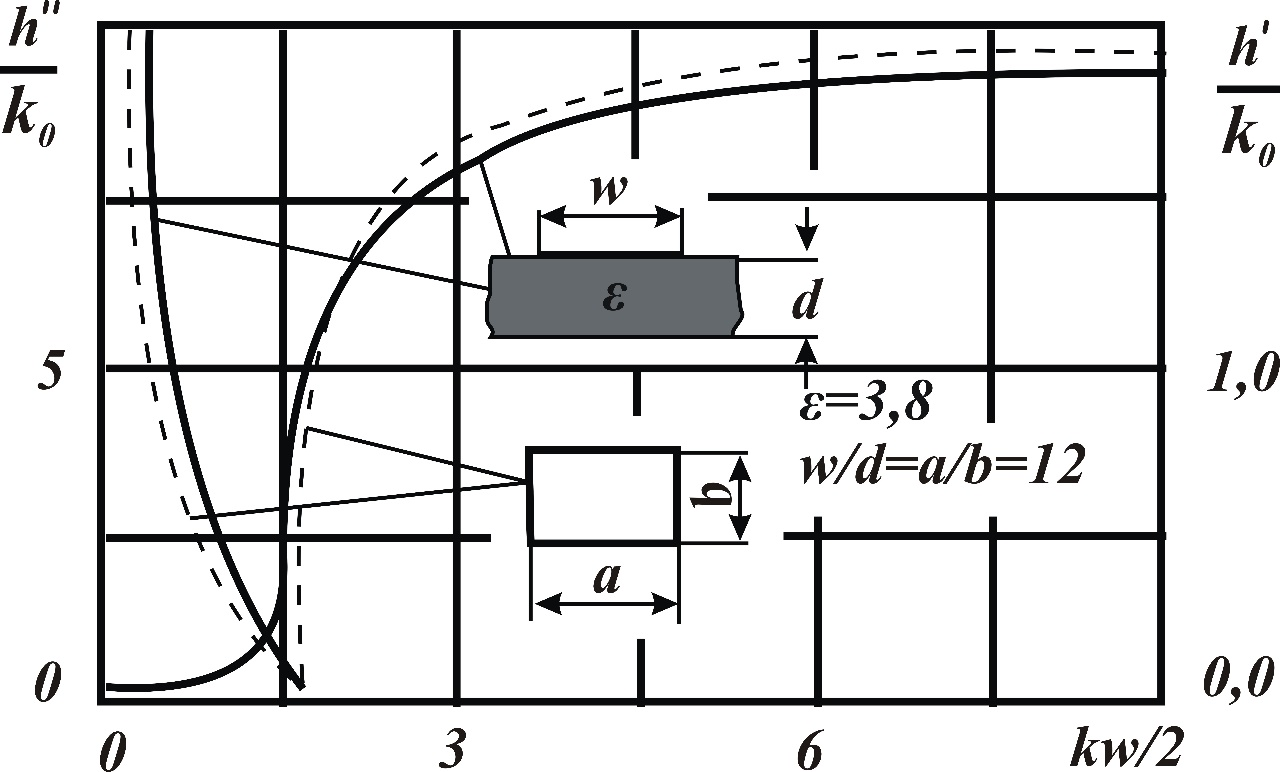 h''
k0
h'
k0
w
ε
d
5
1,0
ε=3,8
w/d=a/b=12
b
a
0
0,0
0
3
6
kw/2